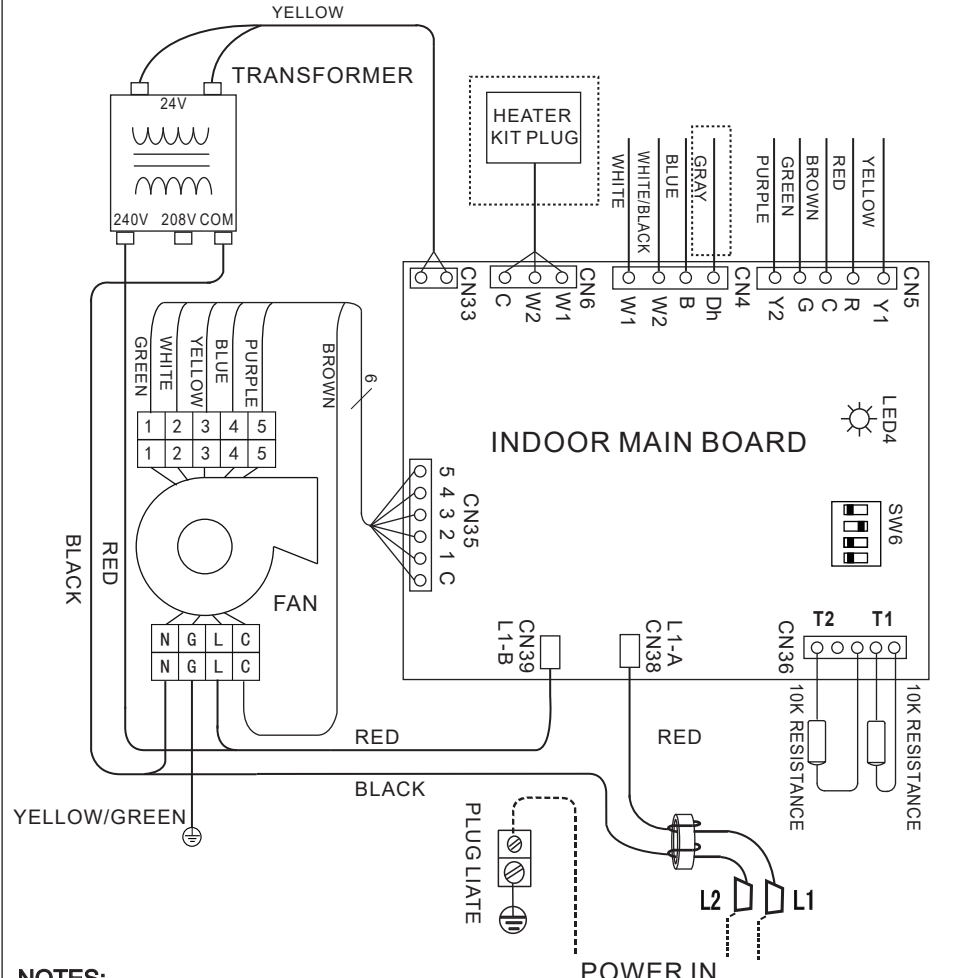 YELLOW
TRANSFORMER
24V
240V 208V COM
HEATER
KIT PLUG
WHITE
WHITE/BLACK
BLUE
GRAY
PURPLE
GREEN
BROWN
RED
YELLOW
CN33
C
W2
W1
CN6
W1
W2
B
Dh
CN4
Y2
G
C
R
Y1
CN5
GREEN
WHITE
YELLOW
BLUE
PURPLE
BROWN
6
1 2 3 4 5
1 2 3 4 5
LED4
INDOOR MAIN BOARD
5 4 3 2 1 C
CN35
SW6
BLACK
RED
FAN
N G L C
N G L C
L1-B
CN39
L1-A
CN38
CN36
T2 T1
10K RESISTANCE
10K RESISTANCE
RED
RED
BLACK
YELLOW/GREEN
PLUG LIATE
L2
L1
POWER IN
NOTES: